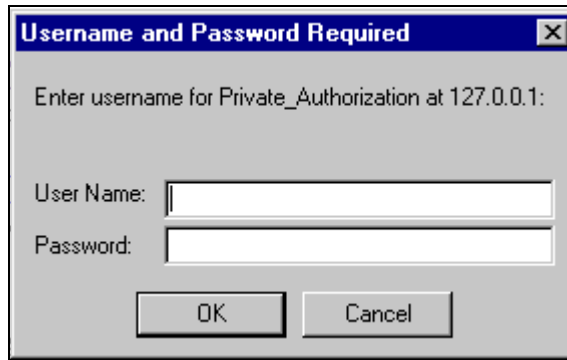 Username and Password Required
Enter username for Private_Authorization at 127.0.0.1:
User Name:
Password:
OK Cancel